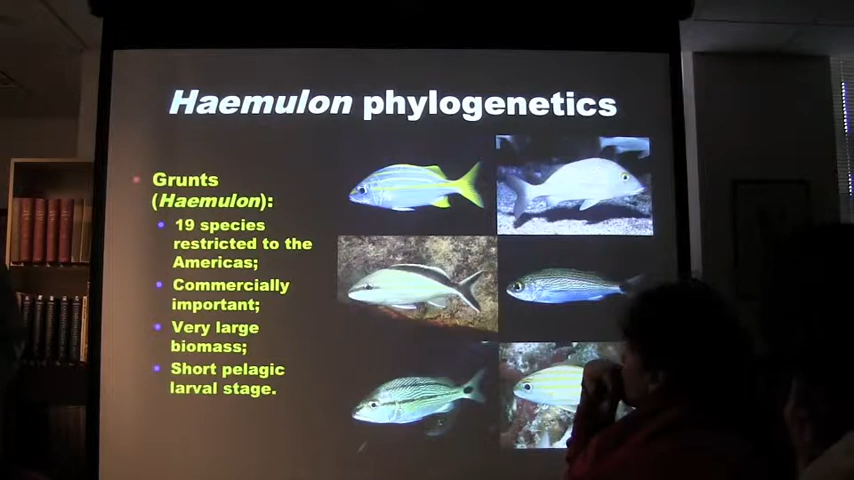 Haemulon phylogenetics
Grunts
(Haemulon):
19 species
restricted to the
Americas;
Commercially
important;
Very large
biomass;
Short pelagic
larval stage.